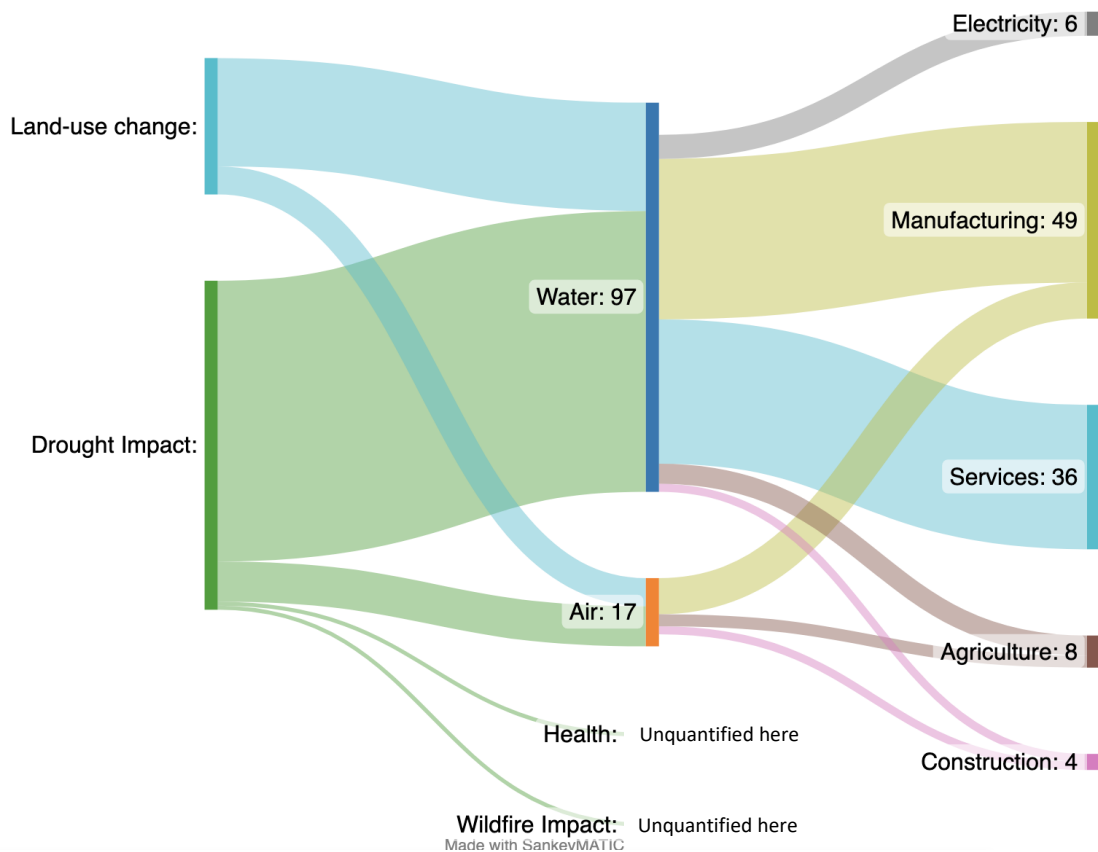 Electricity: 6
Land-use change:
Manufacturing: 49
Water: 97
Drought Impact:
Services: 36
Air: 17
Agriculture: 8
Health: Unquantified here
Construction: 4
Wildfire Impact: Unquantified here
Made with SankeyMATIC